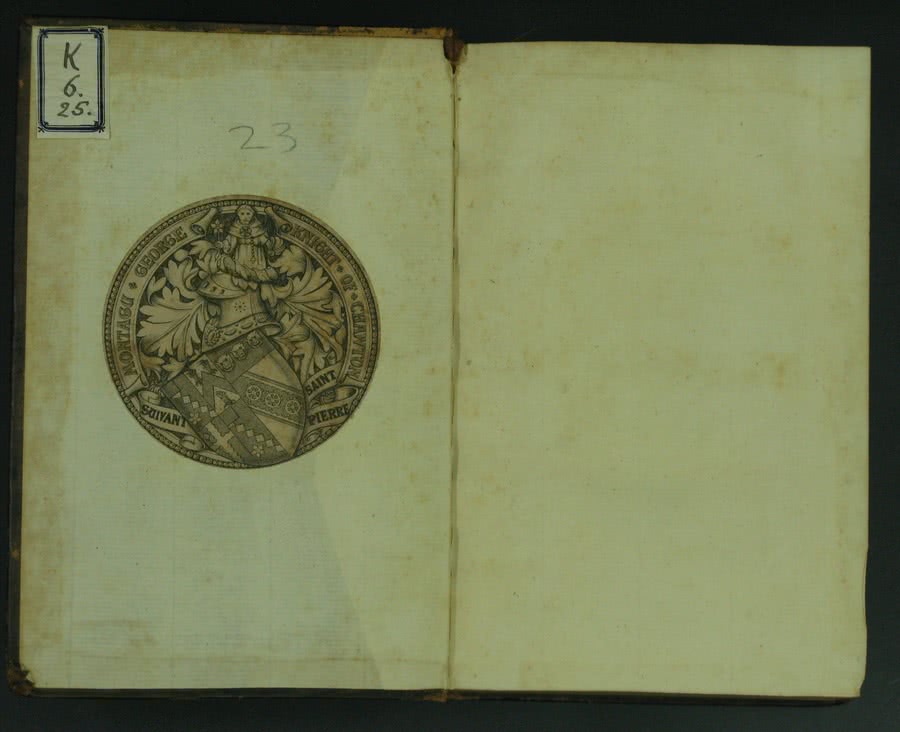 K
6.
25.
23
MONTAGU ✦ GEORGE KNIGHT ✦ OF ✦ CHAWTON
SUIVANT SAINT PIERRE